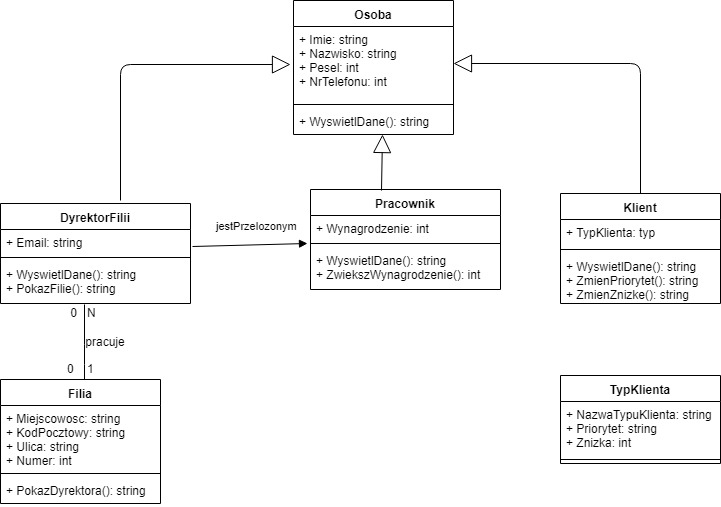 Osoba
+ Imie: string
+ Nazwisko: string
+ Pesel: int
+ NrTelefonu: int
+ WyswietlDane(): string
DyrektorFilii
+ Email: string
+ WyswietlDane(): string
+ PokazFilie(): string
jestPrzelozonym
Pracownik
+ Wynagrodzenie: int
+ WyswietlDane(): string
+ ZwiekszWynagrodzenie(): int
Klient
+ TypKlienta: typ
+ WyswietlDane(): string
+ ZmienPriorytet(): string
+ ZmienZnizke(): string
0 N
pracuje
0 1
Filia
+ Miejscowosc: string
+ KodPocztowy: string
+ Ulica: string
+ Numer: int
+ PokazDyrektora(): string
TypKlienta
+ NazwaTypuKlienta: string
+ Priorytet: string
+ Znizka: int